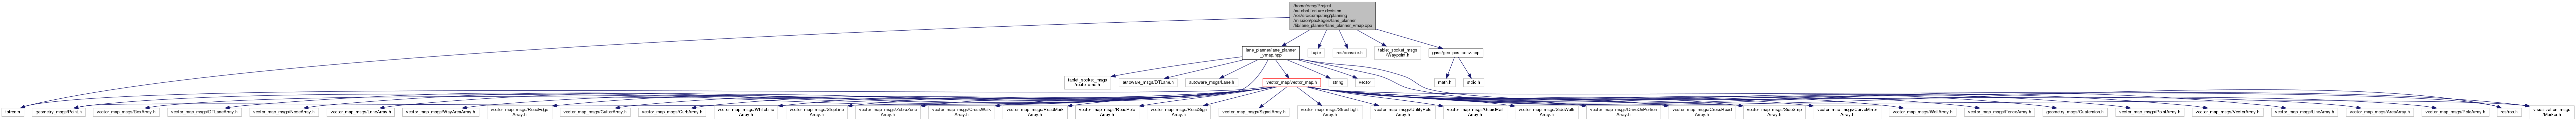 /home/dang/Project
/autobot-feature-decision
/ros/src/computing/planning
/mission/packages/lane_planner
/lib/lane_planner/lane_planner_vmap.cpp
lane_planner/lane_planner
_vmap.hpp
tuple
ros/console.h
tablet_socket_msgs
/Waypoint.h
gnss/geo_pos_conv.hpp
tablet_socket_msgs
/route_cmd.h
autoware_msgs/DTLane.h
autoware_msgs/Lane.h
vector_map/vector_map.h
string
vector
math.h
stdio.h
fstream
geometry_msgs/Point.h
vector_map_msgs/BoxArray.h
vector_map_msgs/DTLaneArray.h
vector_map_msgs/NodeArray.h
vector_map_msgs/LaneArray.h
vector_map_msgs/WayAreaArray.h
vector_map_msgs/RoadEdge
Array.h
vector_map_msgs/GutterArray.h
vector_map_msgs/CurbArray.h
vector_map_msgs/WhiteLine
Array.h
vector_map_msgs/StopLine
Array.h
vector_map_msgs/ZebraZone
Array.h
vector_map_msgs/CrossWalk
Array.h
vector_map_msgs/RoadMark
Array.h
vector_map_msgs/RoadPole
Array.h
vector_map_msgs/RoadSign
Array.h
vector_map_msgs/SignalArray.h
vector_map_msgs/StreetLight
Array.h
vector_map_msgs/UtilityPole
Array.h
vector_map_msgs/GuardRail
Array.h
vector_map_msgs/SideWalk
Array.h
vector_map_msgs/DriveOnPortion
Array.h
vector_map_msgs/CrossRoad
Array.h
vector_map_msgs/SideStrip
Array.h
vector_map_msgs/CurveMirror
Array.h
vector_map_msgs/WallArray.h
vector_map_msgs/FenceArray.h
geometry_msgs/Quaternion.h
vector_map_msgs/PointArray.h
vector_map_msgs/VectorArray.h
vector_map_msgs/LineArray.h
vector_map_msgs/AreaArray.h
vector_map_msgs/PoleArray.h
ros/ros.h
visualization_msgs
/Marker.h